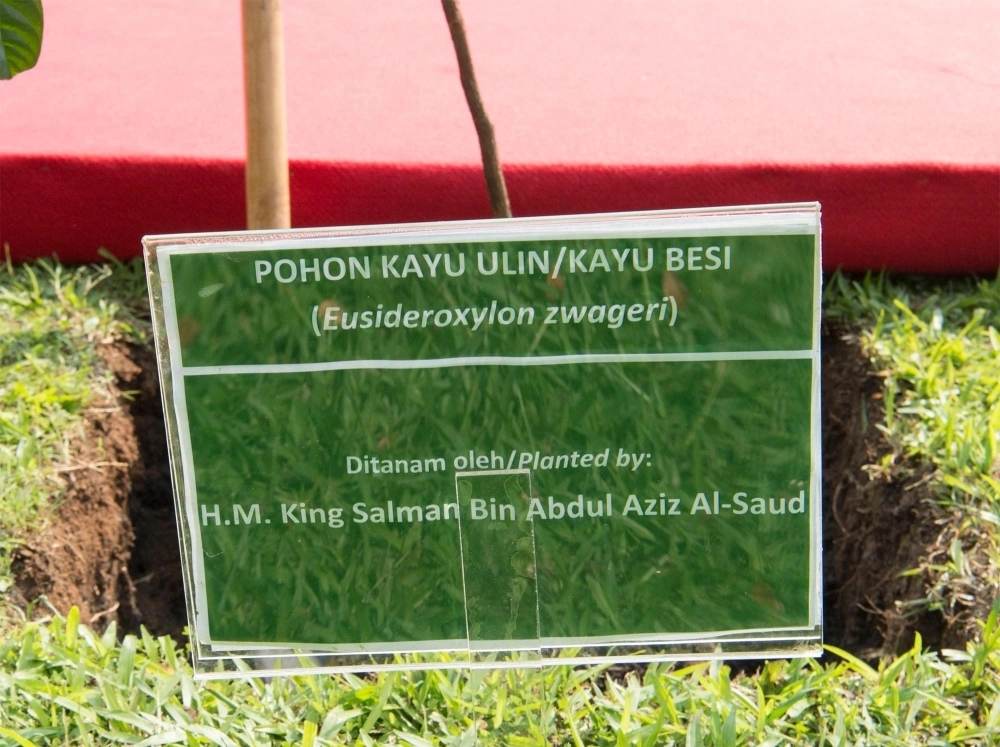 POHON KAYU ULIN/KAYU BESI
(Eusideroxylon zwageri)
Ditanam oleh/Planted by:
H.M. King Salman Bin Abdul Aziz Al-Saud